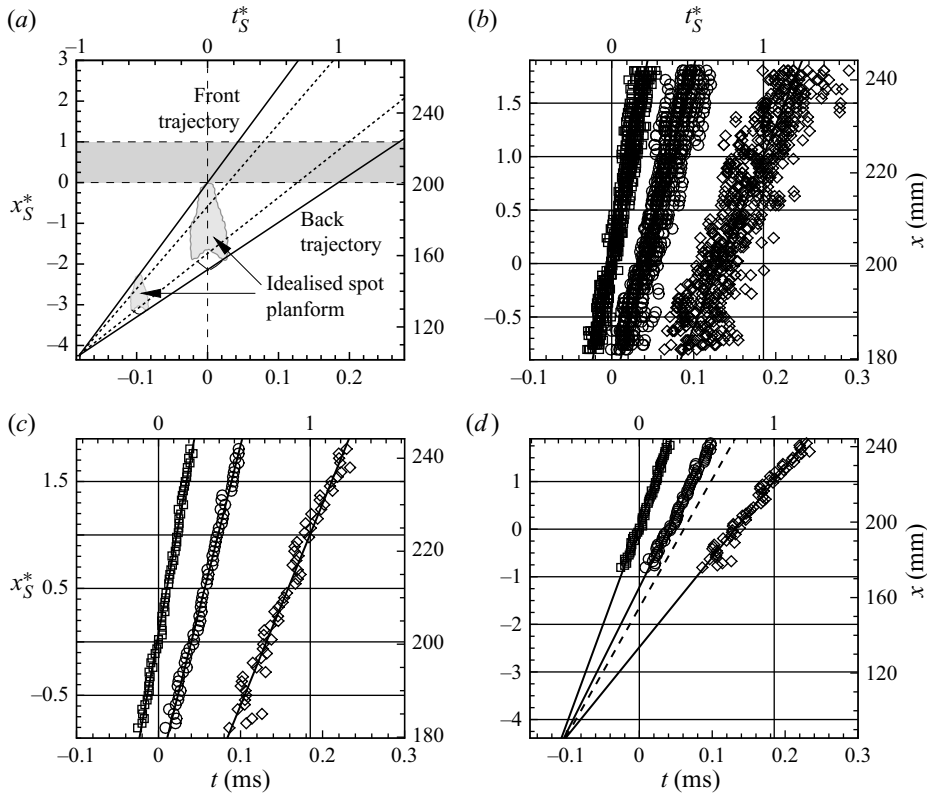 (a)
t*S
–1 0 1
3
2
1
0
–1
–2
–3
–4
x*S
Front
trajectory
Back
trajectory
Idealised spot
planform
240
200
160
120
–0.1 0 0.1 0.2
(b)
t*S
0 1
1.5
1.0
0.5
0
–0.5
240
220
200
180
x (mm)
–0.1 0 0.1 0.2 0.3
(c)
0 1
1.5
0.5
–0.5
x*S
240
220
200
180
–0.1 0 0.1 0.2 0.3
t (ms)
(d)
0 1
1
0
–1
–2
–3
–4
240
200
160
120
x (mm)
–0.1 0 0.1 0.2 0.3
t (ms)